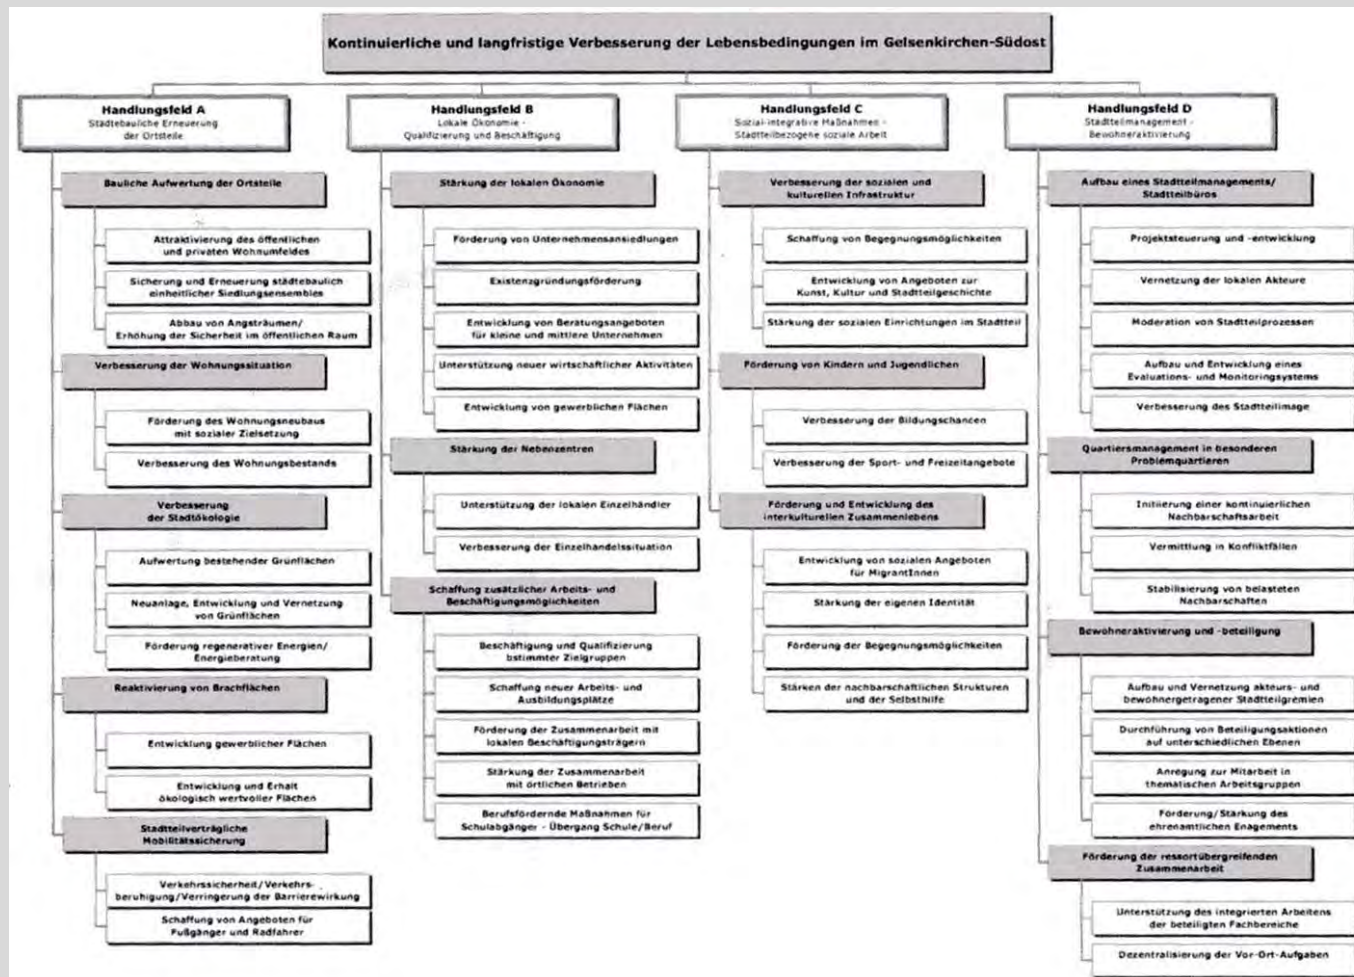 Kontinuierliche und langfristige Verbesserung der Lebensbedingungen im Gelsenkirchen-Südost
Handlungsfeld A
Städtebauliche Erneuerung
der Ortsteile
Bauliche Aufwertung der Ortsteile
Attraktivierung des öffentlichen
und privaten Wohnumfeldes
Sicherung und Erneuerung städtebaulich
einheitlicher Siedlungsensembles
Abbau von Angsträumen/
Erhöhung der Sicherheit im öffentlichen Raum
Verbesserung der Wohnungssituation
Förderung des Wohnungsneubaus
mit sozialer Zielsetzung
Verbesserung des Wohnungsbestands
Verbesserung
der Stadtökologie
Aufwertung bestehender Grünflächen
Neuanlage, Entwicklung und Vernetzung
von Grünflächen
Förderung regenerativer Energien/
Energieberatung
Reaktivierung von Brachflächen
Entwicklung gewerblicher Flächen
Entwicklung und Erhalt
ökologisch wertvoller Flächen
Stadtteilverträgliche
Mobilitätssicherung
Verkehrssicherheit/Verkehrs-
beruhigung/Verringerung der Barrierewirkung
Schaffung von Angeboten für
Fußgänger und Radfahrer
Handlungsfeld B
Lokale Ökonomie -
Qualifizierung und Beschäftigung
Stärkung der lokalen Ökonomie
Förderung von Unternehmensansiedlungen
Existenzgründungsförderung
Entwicklung von Beratungsangeboten
für kleine und mittlere Unternehmen
Unterstützung neuer wirtschaftlicher Aktivitäten
Entwicklung von gewerblichen Flächen
Stärkung der Nebenzentren
Unterstützung der lokalen Einzelhändler
Verbesserung der Einzelhandelssituation
Schaffung zusätzlicher Arbeits- und
Beschäftigungsmöglichkeiten
Beschäftigung und Qualifizierung
bstimmter Zielgruppen
Schaffung neuer Arbeits- und
Ausbildungsplätze
Förderung der Zusammenarbeit mit
lokalen Beschäftigungsträgern
Stärkung der Zusammenarbeit
mit örtlichen Betrieben
Berufsfördernde Maßnahmen für
Schulabgänger - Übergang Schule/Beruf
Handlungsfeld C
Sozial-integrative Maßnahmen -
Stadtteilbezogene soziale Arbeit
Verbesserung der sozialen und
kulturellen Infrastruktur
Schaffung von Begegnungsmöglichkeiten
Entwicklung von Angeboten zur
Kunst, Kultur und Stadtteilgeschichte
Stärkung der sozialen Einrichtungen im Stadtteil
Förderung von Kindern und Jugendlichen
Verbesserung der Bildungschancen
Verbesserung der Sport- und Freizeitangebote
Förderung und Entwicklung des
interkulturellen Zusammenlebens
Entwicklung von sozialen Angeboten
für MigrantInnen
Stärkung der eigenen Identität
Förderung der Begegnungsmöglichkeiten
Stärken der nachbarschaftlichen Strukturen
und der Selbsthilfe
Handlungsfeld D
Stadtteilmanagement -
Bewohneraktivierung
Aufbau eines Stadtteilmanagements/
Stadtteilbüros
Projektsteuerung und -entwicklung
Vernetzung der lokalen Akteure
Moderation von Stadtteilprozessen
Aufbau und Entwicklung eines
Evaluations- und Monitoringsystems
Verbesserung des Stadtteilimage
Quartiersmanagement in besonderen
Problemquartieren
Initiierung einer kontinuierlichen
Nachbarschaftsarbeit
Vermittlung in Konfliktfällen
Stabilisierung von belasteten
Nachbarschaften
Bewohneraktivierung und -beteiligung
Aufbau und Vernetzung akteurs- und
bewohnergetragener Stadtteilgremien
Durchführung von Beteiligungsaktionen
auf unterschiedlichen Ebenen
Anregung zur Mitarbeit in
thematischen Arbeitsgruppen
Förderung/Stärkung des
ehrenamtlichen Enagements
Förderung der ressortübergreifenden
Zusammenarbeit
Unterstützung des integrierten Arbeitens
der beteiligten Fachbereiche
Dezentralisierung der Vor-Ort-Aufgaben